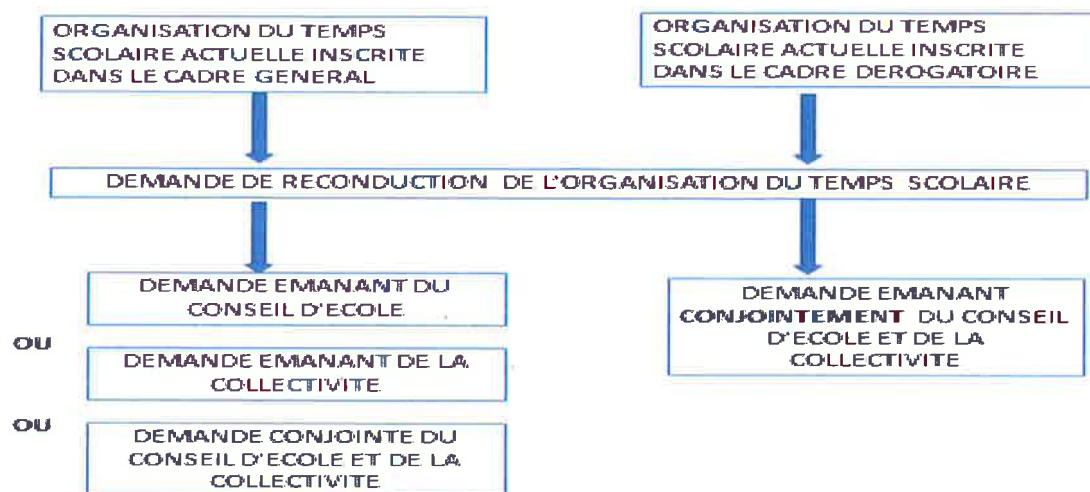 ORGANISATION DU TEMPS
SCOLAIRE ACTUELLE INSCRITE
DANS LE CADRE GENERAL
ORGANISATION DU TEMPS
SCOLAIRE ACTUELLE INSCRITE
DANS LE CADRE DEROGATOIRE
DEMANDE DE RECONDUCTION DE L'ORGANISATION DU TEMPS SCOLAIRE
DEMANDE EMANANT DU
CONSEIL D'ECOLE
OU
DEMANDE EMANANT DE LA
COLLECTIVITE
OU
DEMANDE CONJOINTE DU
CONSEIL D'ECOLE ET DE LA
COLLECTIVITE
DEMANDE EMANANT
CONJOINTEMENT DU CONSEIL
D'ECOLE ET DE LA
COLLECTIVITE